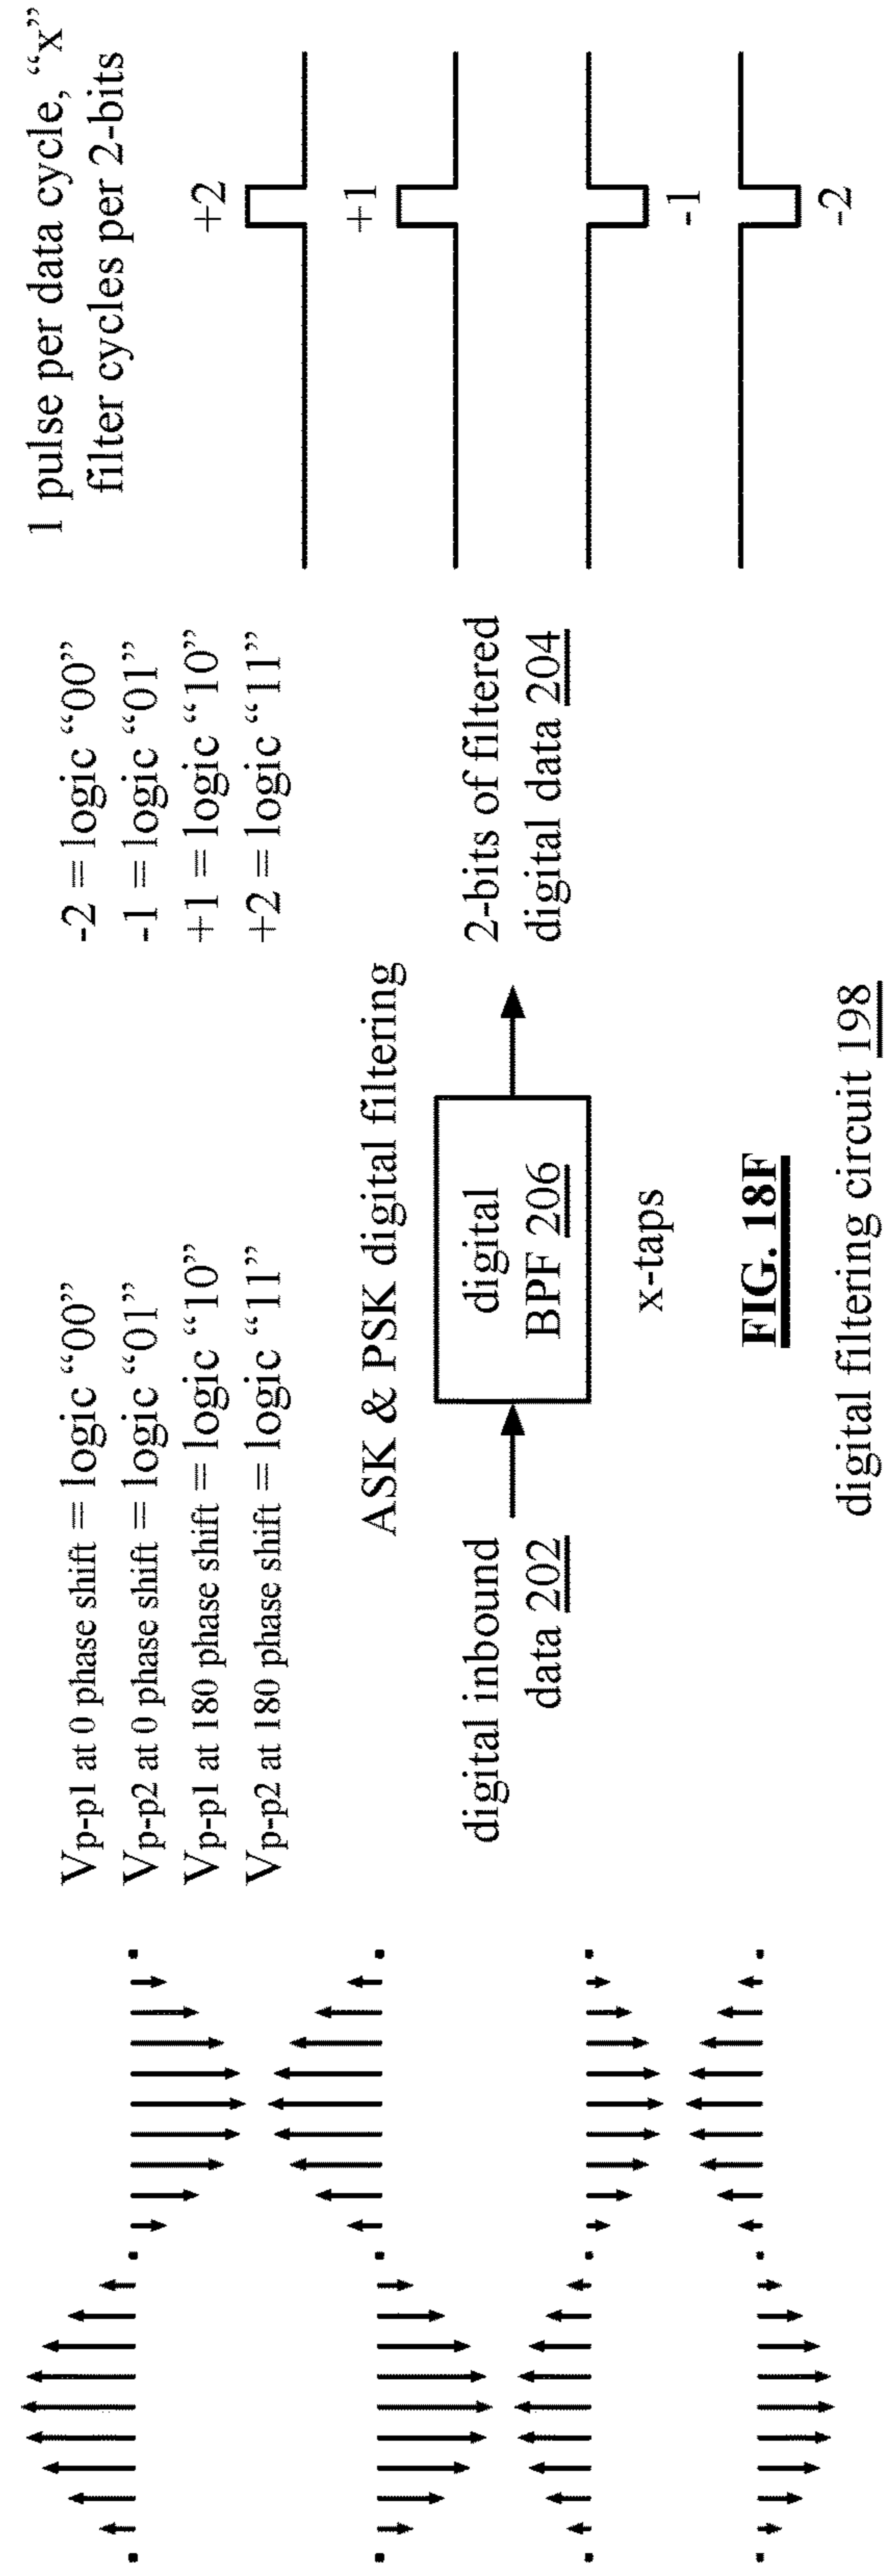 Vp-p1 at 0 phase shift = logic “00”
Vp-p2 at 0 phase shift = logic “01”
Vp-p1 at 180 phase shift = logic “10”
Vp-p2 at 180 phase shift = logic “11”
-2 = logic “00”
-1 = logic “01”
+1 = logic “10”
+2 = logic “11”
1 pulse per data cycle, “x”
filter cycles per 2-bits
+2
+1
-1
-2
ASK & PSK digital filtering
digital inbound
data 202
digital
BPF 206
x-taps
2-bits of filtered
digital data 204
FIG. 18F
digital filtering circuit 198